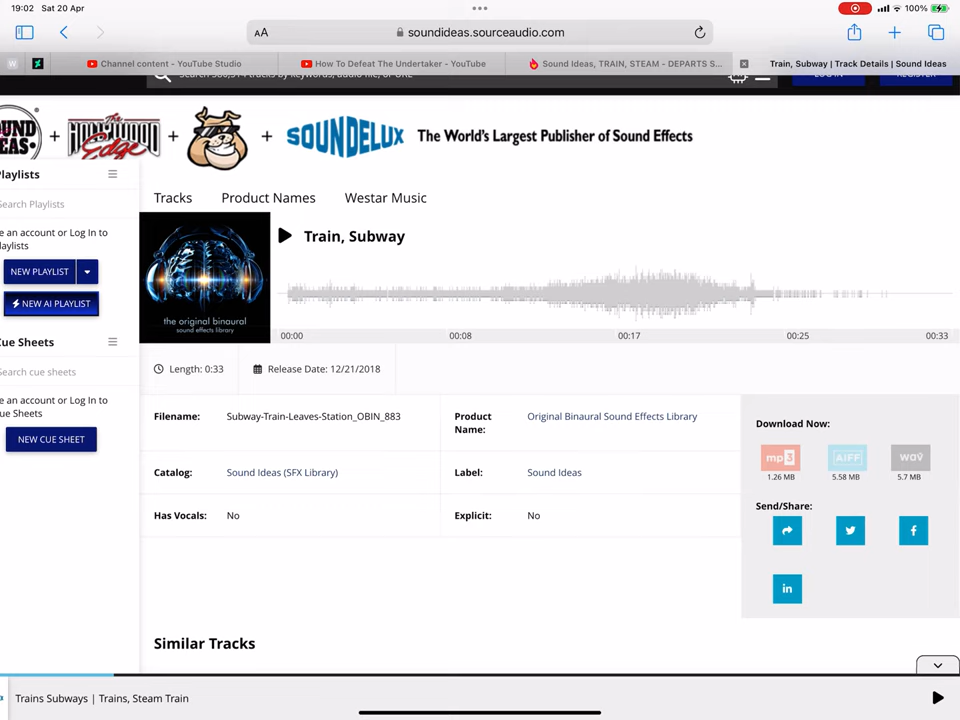 19:02 Sat 20 Apr
100%
AA
soundideas.sourceaudio.com
W
Channel content - YouTube Studio
How To Defeat The Undertaker - YouTube
Sound Ideas, TRAIN, STEAM - DEPARTS S...
Train, Subway | Track Details | Sound Ideas
OUND
EAS.
+
THE HOLLYWOOD
Edge
+
+
SOUNDELUX
The World's Largest Publisher of Sound Effects
Playlists
Search Playlists
e an account or Log In to
laylists
NEW PLAYLIST
NEW AI PLAYLIST
Cue Sheets
Search cue sheets
e an account or Log In to
ue Sheets
NEW CUE SHEET
Tracks
Product Names
Westar Music
the original binaural
sound effects library
Train, Subway
00:00
00:08
00:17
00:25
00:33
Length: 0:33
Release Date: 12/21/2018
Filename:
Subway-Train-Leaves-Station_OBIN_883
Product
Name:
Original Binaural Sound Effects Library
Catalog:
Sound Ideas (SFX Library)
Label:
Sound Ideas
Has Vocals:
No
Explicit:
No
Download Now:
mp3
AIFF
wav
1.26 MB
5.58 MB
5.7 MB
Send/Share:
in
Similar Tracks
Trains Subways | Trains, Steam Train